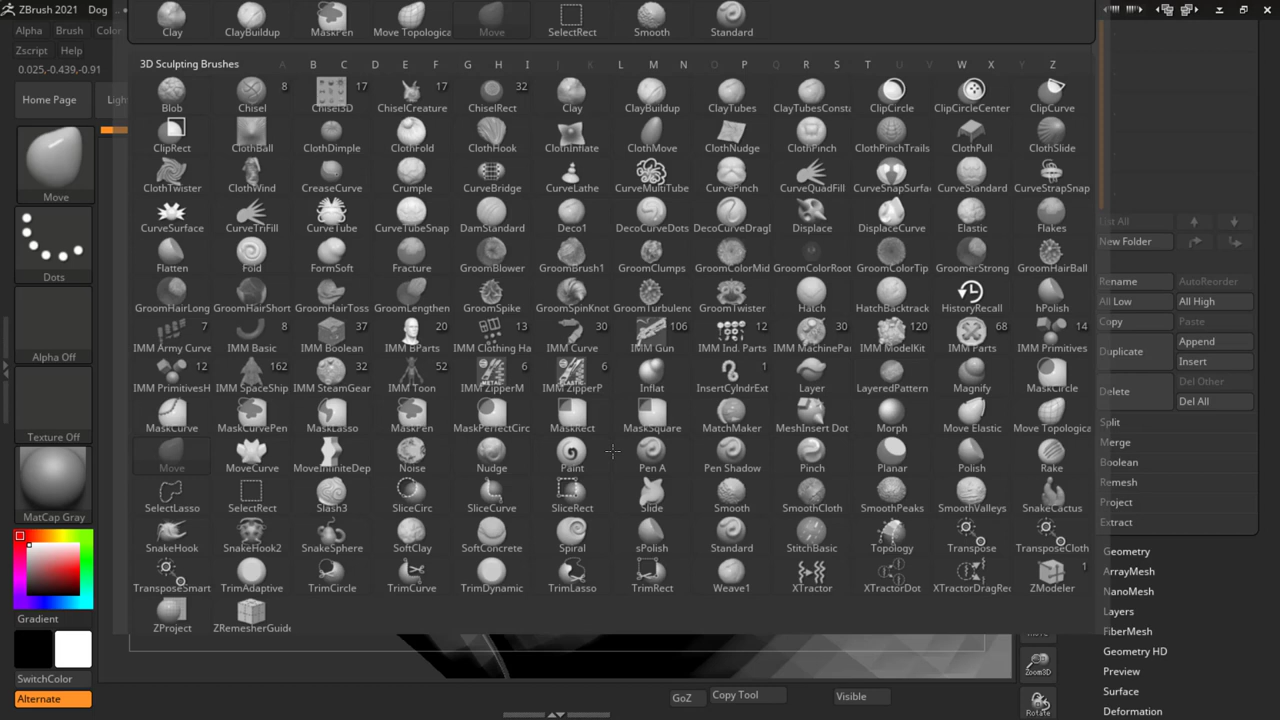 ZBrush 2021 Dog
Alpha Brush Color
Zscript Help
0.025,-0.439,-0.91
Home Page
Move
Dots
Alpha Off
Texture Off
MatCap Gray
Gradient
SwitchColor
Alternate
Clay ClayBuildup MaskPen Move Topologica Move SelectRect Smooth Standard
3D Sculpting Brushes A B C D E F G H I J K L M N O P Q R S T U V W X Y Z
8 17 17 32
Blob Chisel Chisel3D ChiselCreature ChiselRect Clay ClayBuildup ClayTubes ClayTubesConsta ClipCircle ClipCircleCenter ClipCurve
ClipRect ClothBall ClothDimple ClothFold ClothHook ClothInflate ClothMove ClothNudge ClothPinch ClothPinchTrails ClothPull ClothSlide
ClothTwister ClothWind CreaseCurve Crumple CurveBridge CurveLathe CurveMultiTube CurvePinch CurveQuadFill CurveSnapSurfac CurveStandard CurveStrapSnap
CurveSurface CurveTriFill CurveTube CurveTubeSnap DamStandard Deco1 DecoCurveDots DecoCurveDragl Displace DisplaceCurve Elastic Flakes
Flatten Fold FormSoft Fracture GroomBlower GroomBrush1 GroomClumps GroomColorMid GroomColorRoot GroomColorTip GroomerStrong GroomHairBall
GroomHairLong GroomHairShort GroomHairToss GroomLengthen GroomSpike GroomSpinKnot GroomTurbulenc GroomTwister Hatch HatchBacktrack HistoryRecall hPolish
7 8 37 20 13 30 106 12 30 120 68 14
IMM Army Curve IMM Basic IMM Boolean IMM BParts IMM Clothing Ha IMM Curve IMM Gun IMM Ind. Parts IMM MachinePa IMM ModelKit IMM Parts IMM Primitives
12 162 32 52 6 6 1
IMM PrimitivesH IMM SpaceShip IMM SteamGear IMM Toon IMM ZipperM IMM ZipperP Inflat InsertCylndrExt Layer LayeredPattern Magnify MaskCircle
MaskCurve MaskCurvePen MaskLasso MaskPen MaskPerfectCirc MaskRect MaskSquare MatchMaker MeshInsert Dot Morph Move Elastic Move Topologica
Move MoveCurve MoveInfiniteDep Noise Nudge Paint Pen A Pen Shadow Pinch Planar Polish Rake
SelectLasso SelectRect Slash3 SliceCirc SliceCurve SliceRect Slide Smooth SmoothCloth SmoothPeaks SmoothValleys SnakeCactus
SnakeHook SnakeHook2 SnakeSphere SoftClay SoftConcrete Spiral sPolish Standard StitchBasic Topology Transpose TransposeCloth
1
TransposeSmart TrimAdaptive TrimCircle TrimCurve TrimDynamic TrimLasso TrimRect Weave1 XTractor XTractorDot XTractorDragRec ZModeler
ZProject ZRemesherGuide
GoZ Copy Tool Visible
Zoom3D
Rotate
List All
New Folder
Rename AutoReorder
All Low All High
Copy Paste
Duplicate Append
Insert
Delete Del Other
Del All
Split
Merge
Boolean
Remesh
Project
Extract
Geometry
ArrayMesh
NanoMesh
Layers
FiberMesh
Geometry HD
Preview
Surface
Deformation